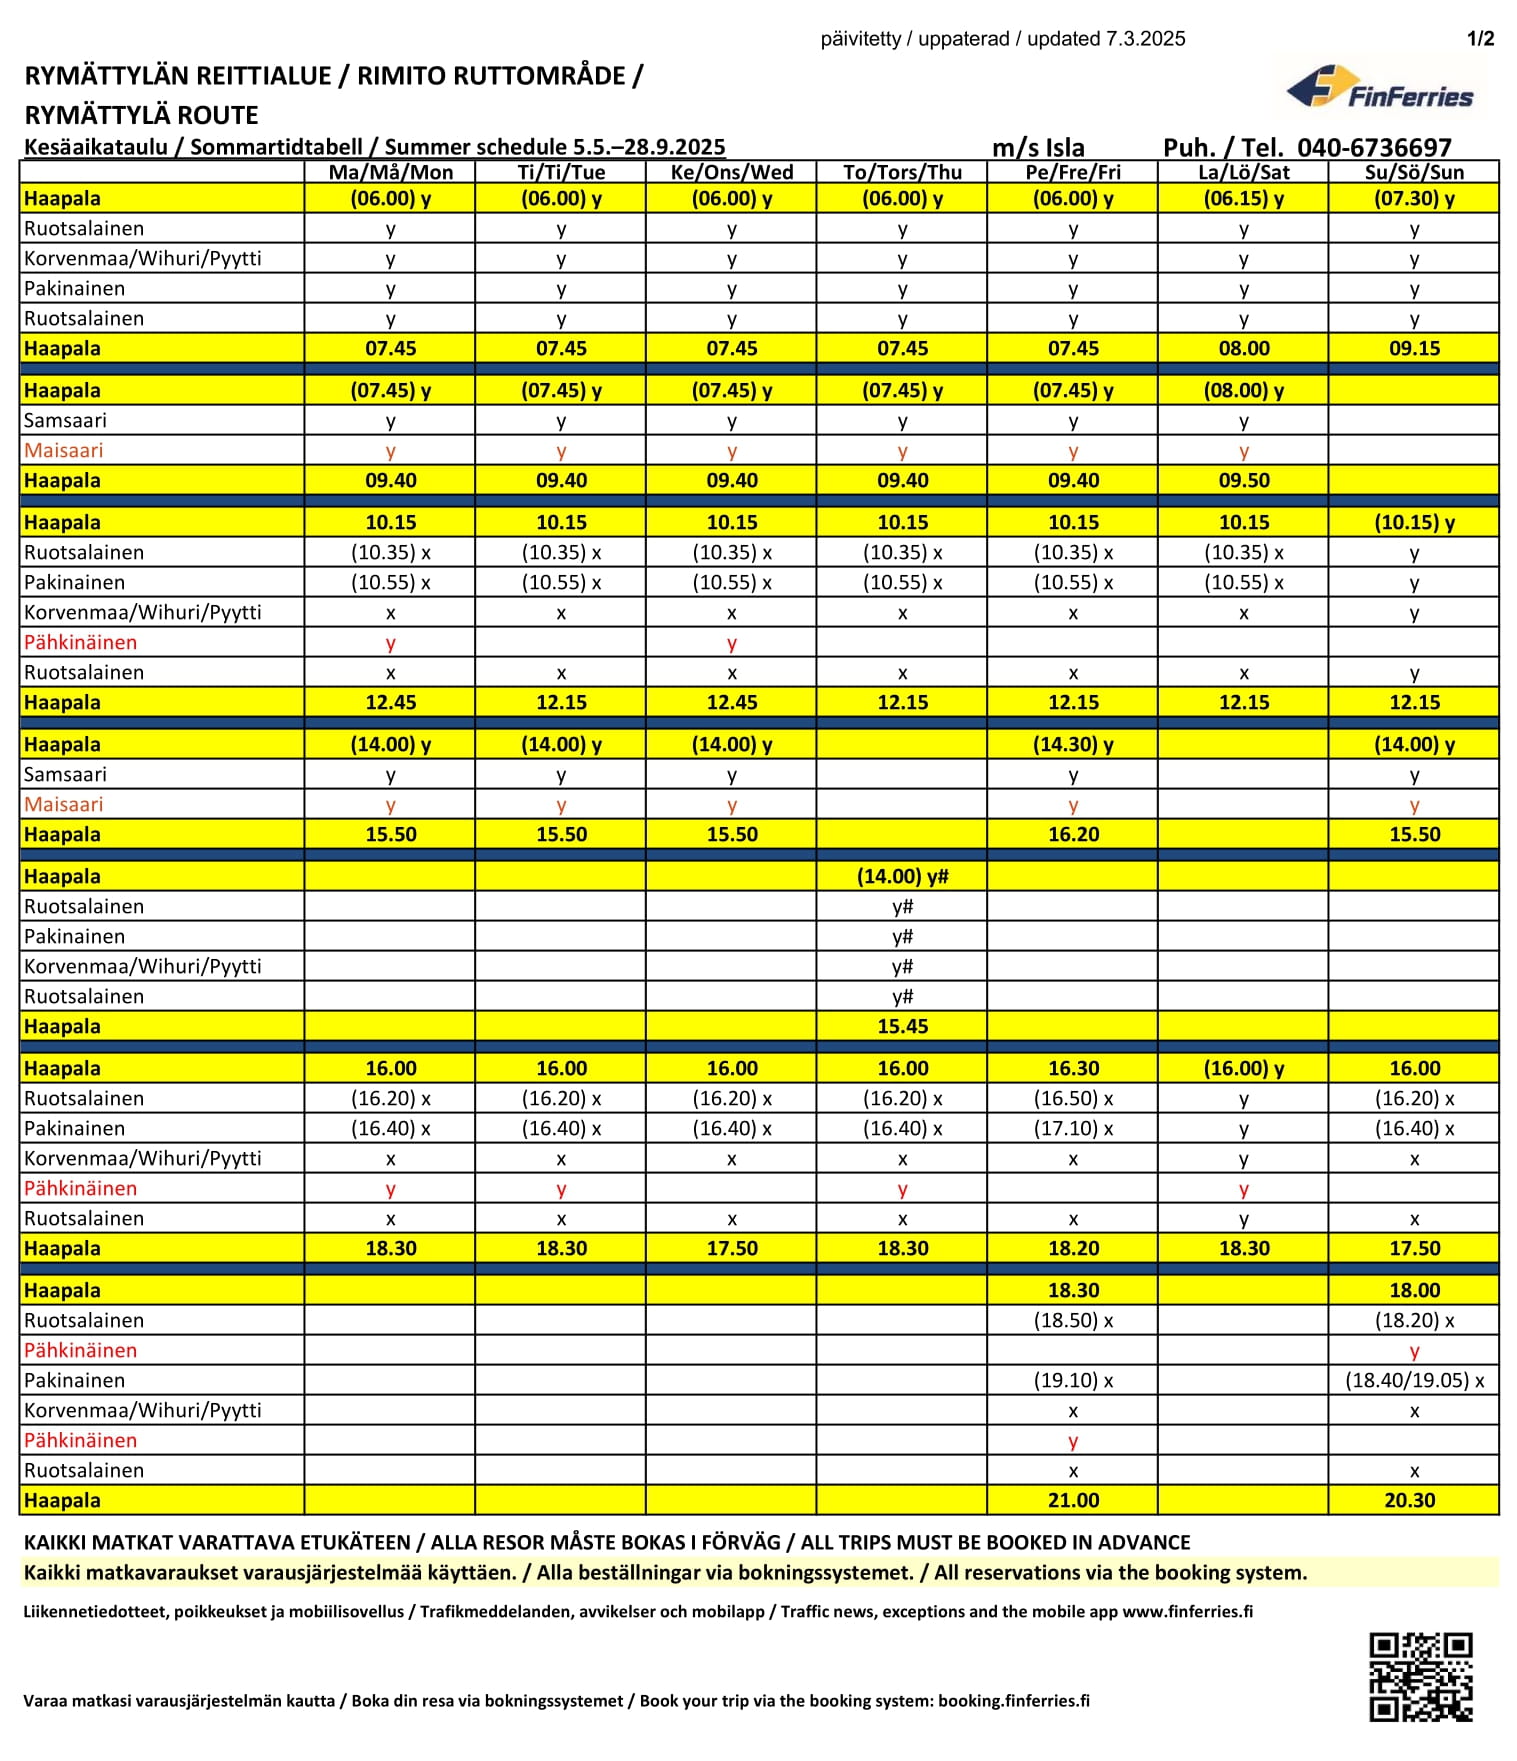 päivitetty / uppaterad / updated 7.3.2025 1/2
RYMÄTTYLÄN REITTIALUE / RIMITO RUTTOMRÅDE /
RYMÄTTYLÄ ROUTE
FinFerries
Kesäaikataulu / Sommartidtabell / Summer schedule 5.5.–28.9.2025 m/s Isla Puh. / Tel. 040-6736697
Ma/Må/Mon Ti/Ti/Tue Ke/Ons/Wed To/Tors/Thu Pe/Fre/Fri La/Lö/Sat Su/Sö/Sun
Haapala (06.00) y (06.00) y (06.00) y (06.00) y (06.00) y (06.15) y (07.30) y
Ruotsalainen y y y y y y y
Korvenmaa/Wihuri/Pyytti y y y y y y y
Pakinainen y y y y y y y
Ruotsalainen y y y y y y y
Haapala 07.45 07.45 07.45 07.45 07.45 08.00 09.15
Haapala (07.45) y (07.45) y (07.45) y (07.45) y (07.45) y (08.00) y
Samsaari y y y y y y
Maisaari y y y y y y
Haapala 09.40 09.40 09.40 09.40 09.40 09.50
Haapala 10.15 10.15 10.15 10.15 10.15 10.15 (10.15) y
Ruotsalainen (10.35) x (10.35) x (10.35) x (10.35) x (10.35) x (10.35) x y
Pakinainen (10.55) x (10.55) x (10.55) x (10.55) x (10.55) x (10.55) x y
Korvenmaa/Wihuri/Pyytti x x x x x x y
Pähkinäinen y y
Ruotsalainen x x x x x x y
Haapala 12.45 12.15 12.45 12.15 12.15 12.15 12.15
Haapala (14.00) y (14.00) y (14.00) y (14.30) y (14.00) y
Samsaari y y y y y
Maisaari y y y y y
Haapala 15.50 15.50 15.50 16.20 15.50
Haapala (14.00) y#
Ruotsalainen y#
Pakinainen y#
Korvenmaa/Wihuri/Pyytti y#
Ruotsalainen y#
Haapala 15.45
Haapala 16.00 16.00 16.00 16.00 16.30 (16.00) y 16.00
Ruotsalainen (16.20) x (16.20) x (16.20) x (16.20) x (16.50) x y (16.20) x
Pakinainen (16.40) x (16.40) x (16.40) x (16.40) x (17.10) x y (16.40) x
Korvenmaa/Wihuri/Pyytti x x x x x y x
Pähkinäinen y y y y
Ruotsalainen x x x x x y x
Haapala 18.30 18.30 17.50 18.30 18.20 18.30 17.50
Haapala 18.30 18.00
Ruotsalainen (18.50) x (18.20) x
Pähkinäinen y
Pakinainen (19.10) x (18.40/19.05) x
Korvenmaa/Wihuri/Pyytti x x
Pähkinäinen y
Ruotsalainen x x
Haapala 21.00 20.30
KAIKKI MATKAT VARATTAVA ETUKÄTEEN / ALLA RESOR MÅSTE BOKAS I FÖRVÄG / ALL TRIPS MUST BE BOOKED IN ADVANCE
Kaikki matkavaraukset varausjärjestelmää käyttäen. / Alla beställningar via bokningssystemet. / All reservations via the booking system.
Liikennetiedotteet, poikkeukset ja mobiilisovellus / Trafikmeddelanden, avvikelser och mobilapp / Traffic news, exceptions and the mobile app www.finferries.fi
Varaa matkasi varausjärjestelmän kautta / Boka din resa via bokningssystemet / Book your trip via the booking system: booking.finferries.fi